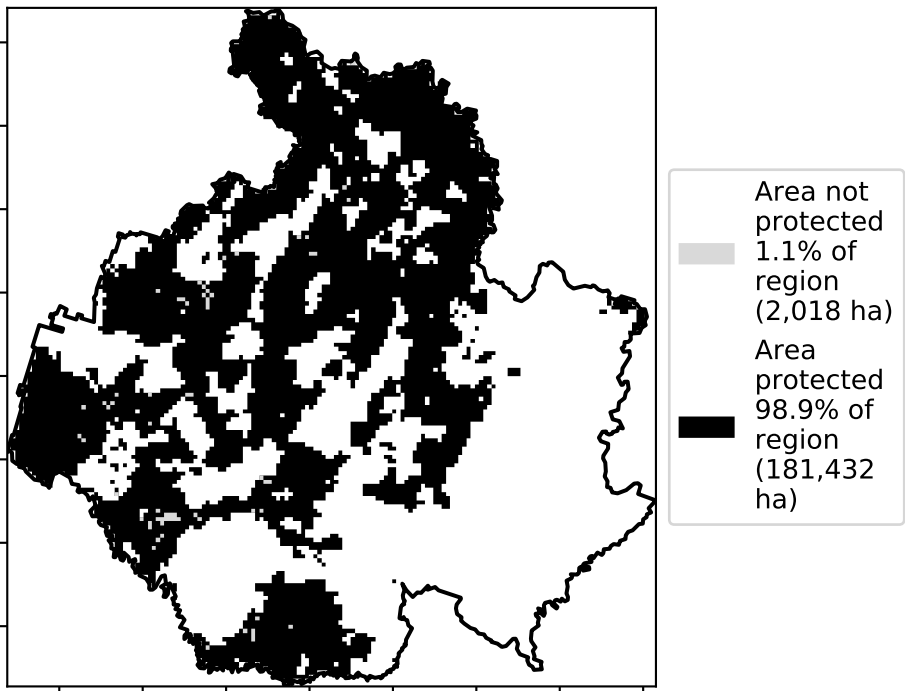 Area not
protected
1.1% of
region
(2,018 ha)
Area
protected
98.9% of
region
(181,432
ha)